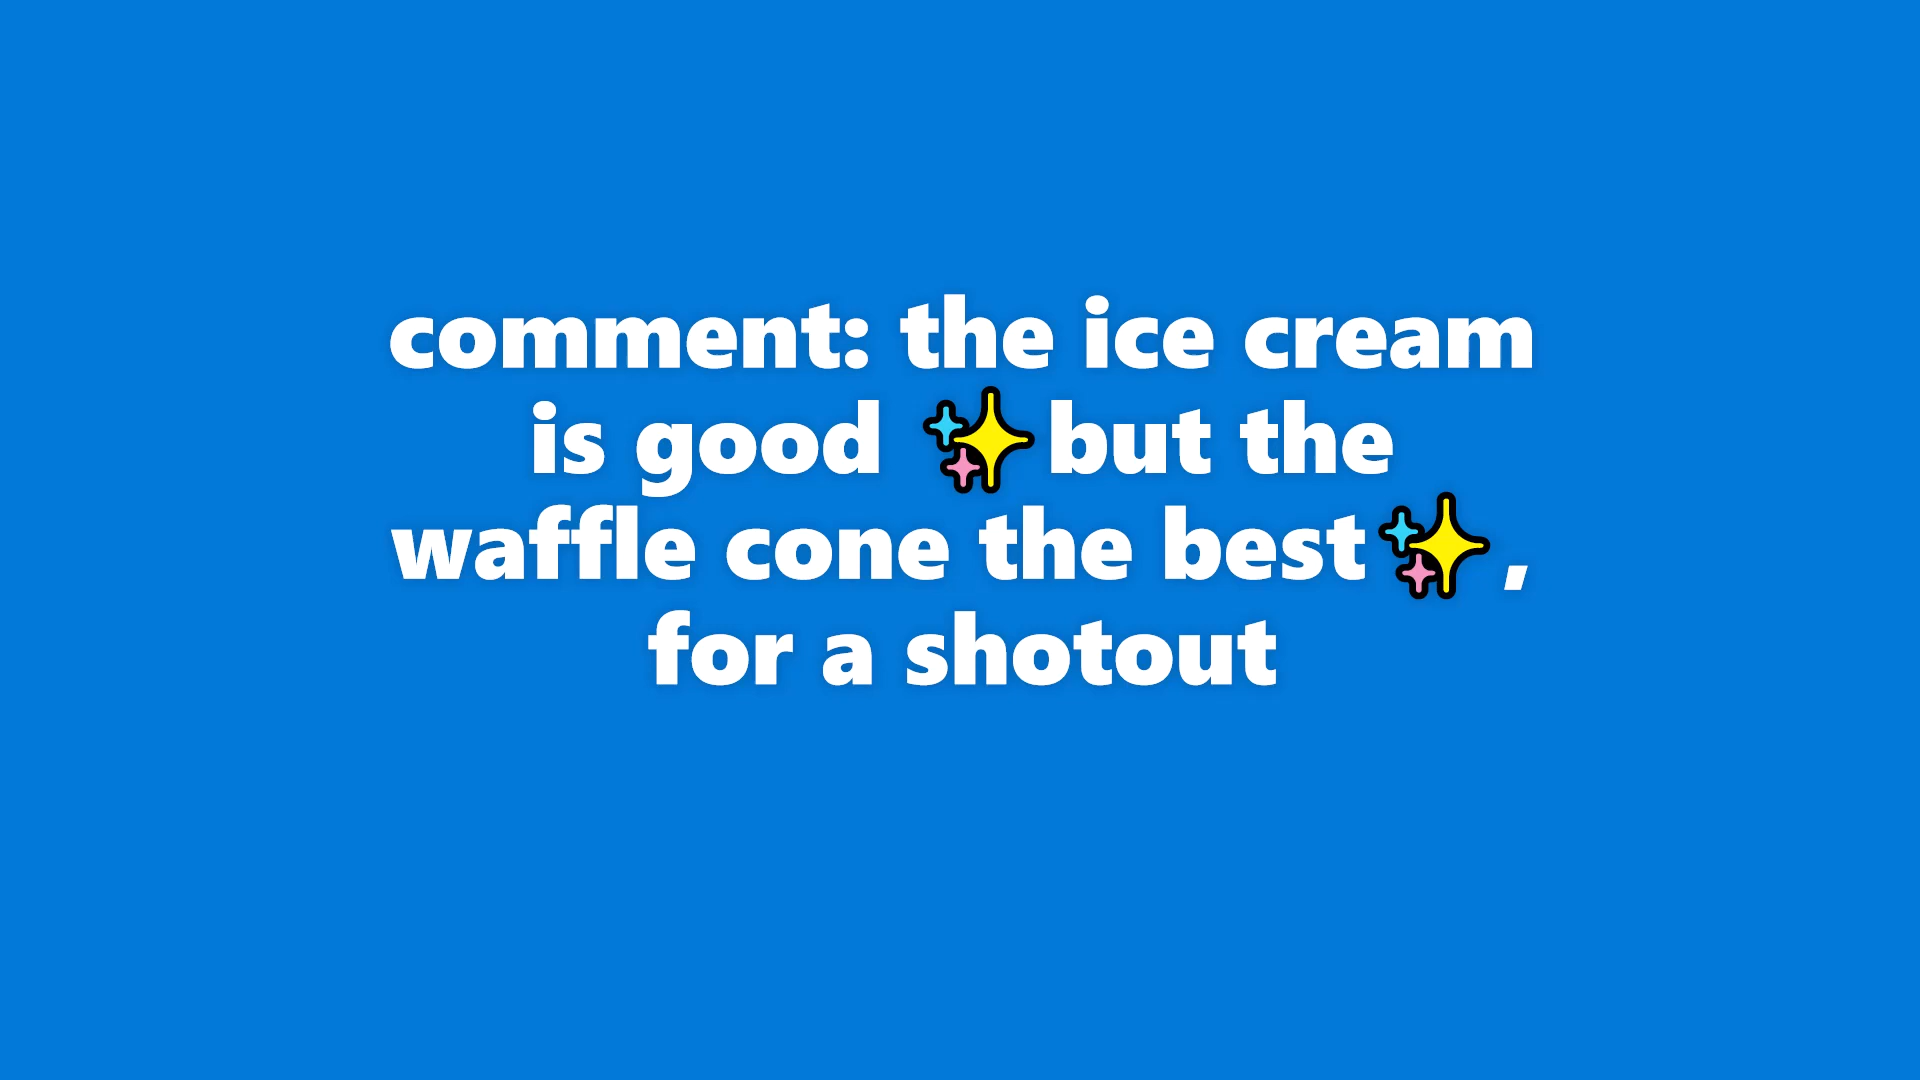 comment: the ice cream
is good ✨ but the
waffle cone the best✨,
for a shotout